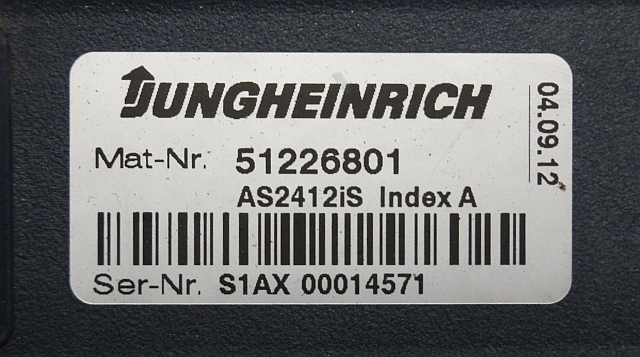 JUNGHEINRICH
Mat-Nr. 51226801
AS2412iS Index A
Ser-Nr. S1AX 00014571
04.09.12